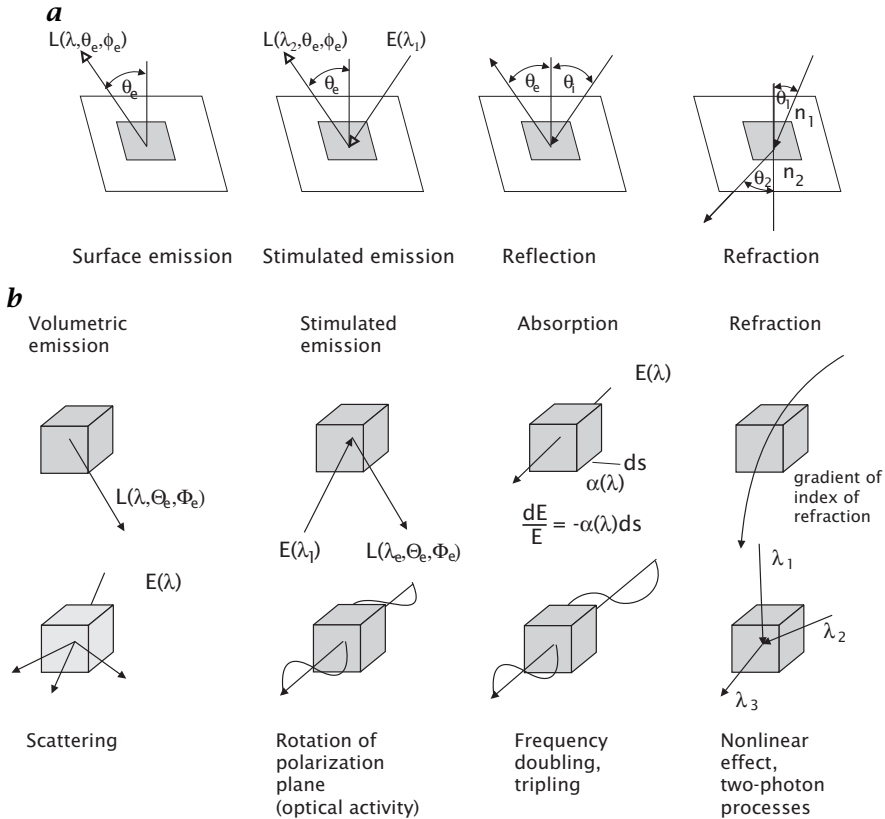 a
L(λ,θe,ϕe)
θe
L(λ2,θe,ϕe)
E(λ1)
θe
θe
θi
θ1
n1
n2
θ2
Surface emission
Stimulated emission
Reflection
Refraction
b
Volumetric
emission
Stimulated
emission
Absorption
Refraction
L(λ,Θe,Φe)
E(λ1)
L(λe,Θe,Φe)
E(λ)
ds
α(λ)
dE/E = -α(λ)ds
gradient of
index of
refraction
E(λ)
λ1
λ2
λ3
Scattering
Rotation of
polarization
plane
(optical activity)
Frequency
doubling,
tripling
Nonlinear
effect,
two-photon
processes